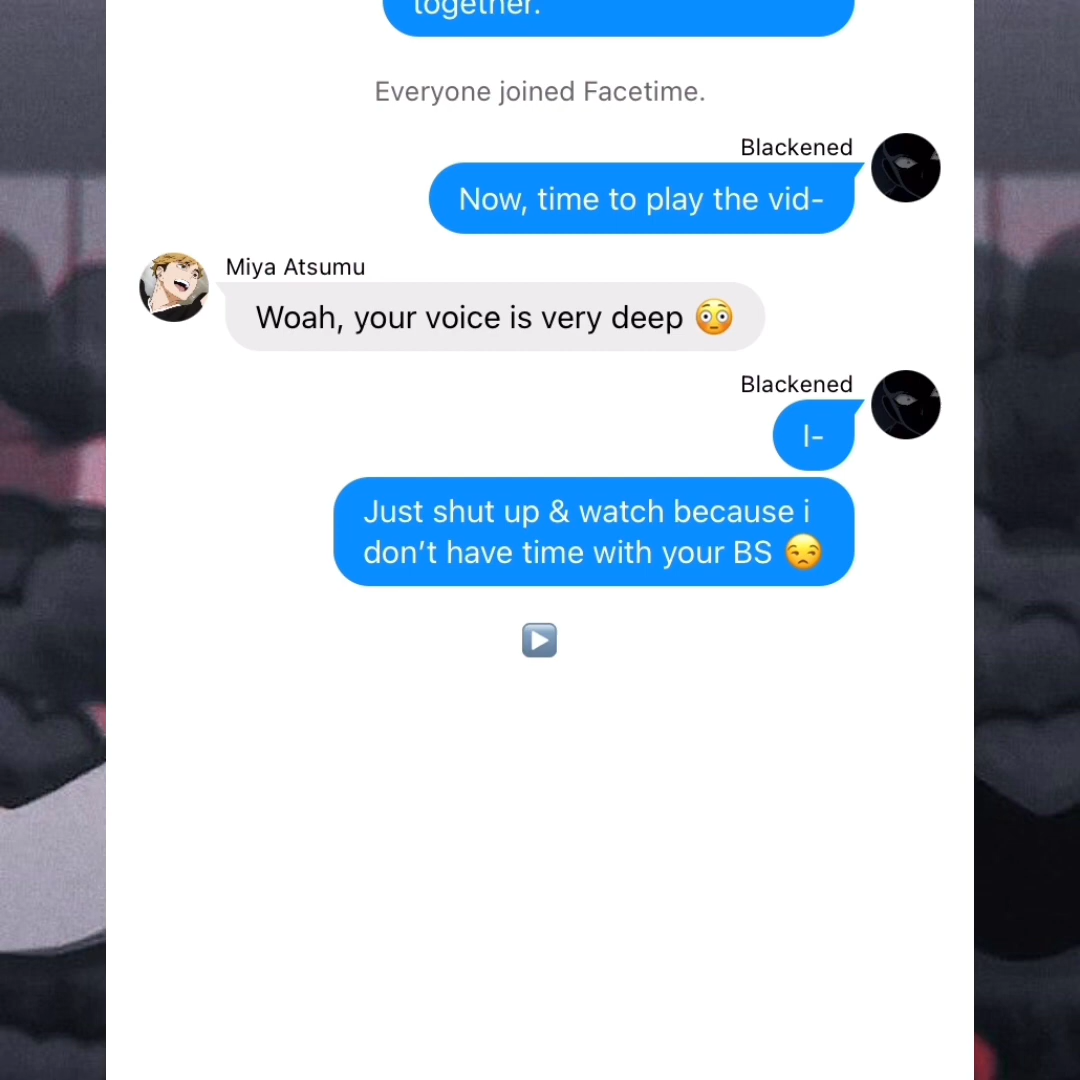 together.
Everyone joined Facetime.
Blackened
Now, time to play the vid-
Miya Atsumu
Woah, your voice is very deep 😳
Blackened
I-
Just shut up & watch because i
don’t have time with your BS 😒
▶️